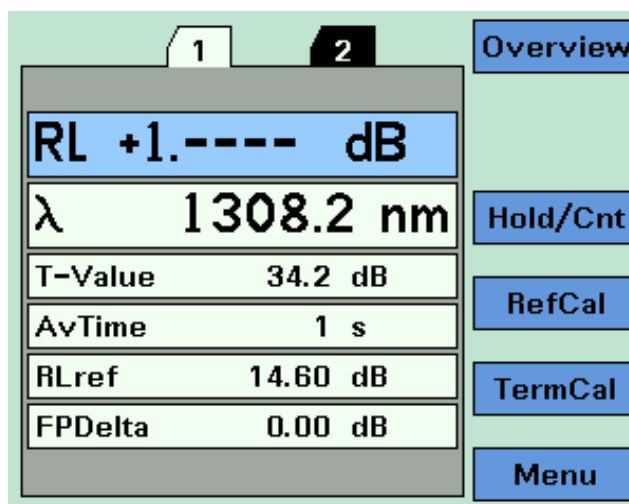 1 2
Overview
RL +1.---- dB
λ 1308.2 nm
Hold/Cnt
T-Value 34.2 dB
RefCal
AvTime 1 s
RLref 14.60 dB
TermCal
FPDelta 0.00 dB
Menu